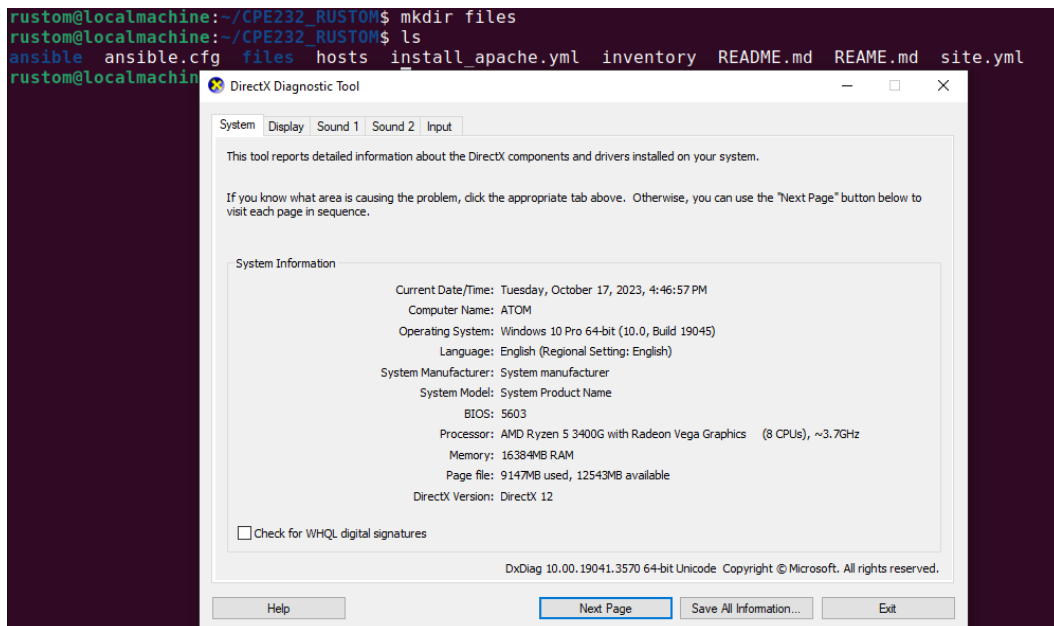 rustom@localmachine:~/CPE232_RUSTOM$ mkdir files
rustom@localmachine:~/CPE232_RUSTOM$ ls
ansible ansible.cfg files hosts install_apache.yml inventory README.md REAME.md site.yml
rustom@localmachin
DirectX Diagnostic Tool
System Display Sound 1 Sound 2 Input
This tool reports detailed information about the DirectX components and drivers installed on your system.
If you know what area is causing the problem, click the appropriate tab above. Otherwise, you can use the "Next Page" button below to
visit each page in sequence.
System Information
Current Date/Time: Tuesday, October 17, 2023, 4:46:57 PM
Computer Name: ATOM
Operating System: Windows 10 Pro 64-bit (10.0, Build 19045)
Language: English (Regional Setting: English)
System Manufacturer: System manufacturer
System Model: System Product Name
BIOS: 5603
Processor: AMD Ryzen 5 3400G with Radeon Vega Graphics (8 CPUs), ~3.7GHz
Memory: 16384MB RAM
Page file: 9147MB used, 12543MB available
DirectX Version: DirectX 12
Check for WHQL digital signatures
DxDiag 10.00.19041.3570 64-bit Unicode Copyright © Microsoft. All rights reserved.
Help Next Page Save All Information... Exit